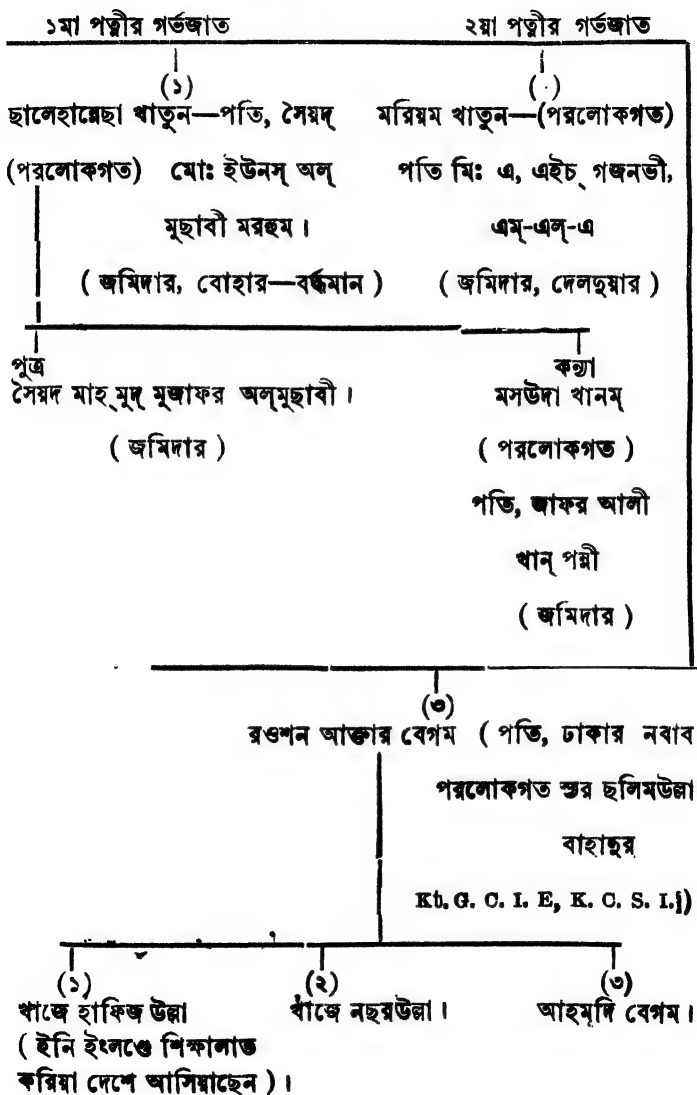 ১মা পত্নীর গর্ভজাত ২য়া পত্নীর গর্ভজাত
(১) (·)
ছালেহান্নেছা খাতুন—পতি, সৈয়দ মরিয়ম খাতুন—(পরলোকগত)
(পরলোকগত) মোঃ ইউনস্ অল্ পতি মিঃ এ, এইচ্ গজনভী,
মুছাবী মরহুম। এম্-এল্-এ
( জমিদার, বোহার—বর্দ্ধমান ) ( জমিদার, দেলদুয়ার )
পুত্র কন্যা
সৈয়দ মাহ্‌মুদ্ মুজাফর অল্‌মুছাবী। মসউদা খানম্
( জমিদার ) ( পরলোকগত )
পতি, জাফর আলী
খান্ পন্নী
( জমিদার )
(৩)
রওশন আক্তার বেগম ( পতি, ঢাকার নবাব
পরলোকগত স্যর ছলিমউল্লা
বাহাদুর
Kt. G. C. I. E, K. C. S. I.j)
(১) (২) (৩)
খাজে হাফিজ উল্লা খাঁজে নছরউল্লা। আহমদি বেগম।
( ইনি ইংলণ্ডে শিক্ষালাভ
করিয়া দেশে আসিয়াছেন )।